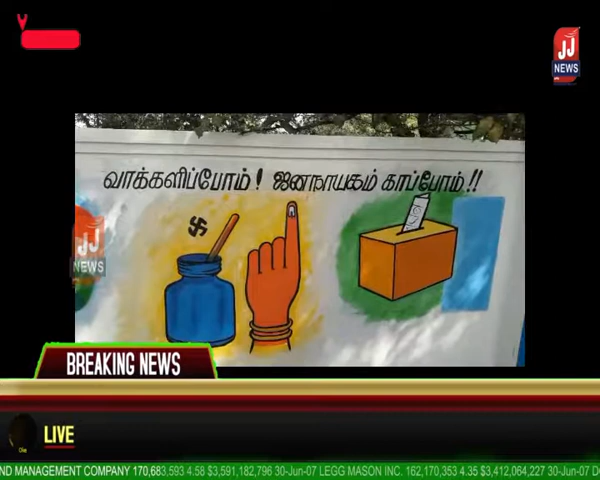 JJ
NEWS
வாக்களிப்போம்! ஜனநாயகம் காப்போம்!!
JJ
NEWS
BREAKING NEWS
LIVE
ND MANAGEMENT COMPANY 170,683,593 4.58 $3,591,182,796 30-Jun-07 LEGG MASON INC. 162,170,353 4.35 $3,412,064,227 30-Jun-07 D